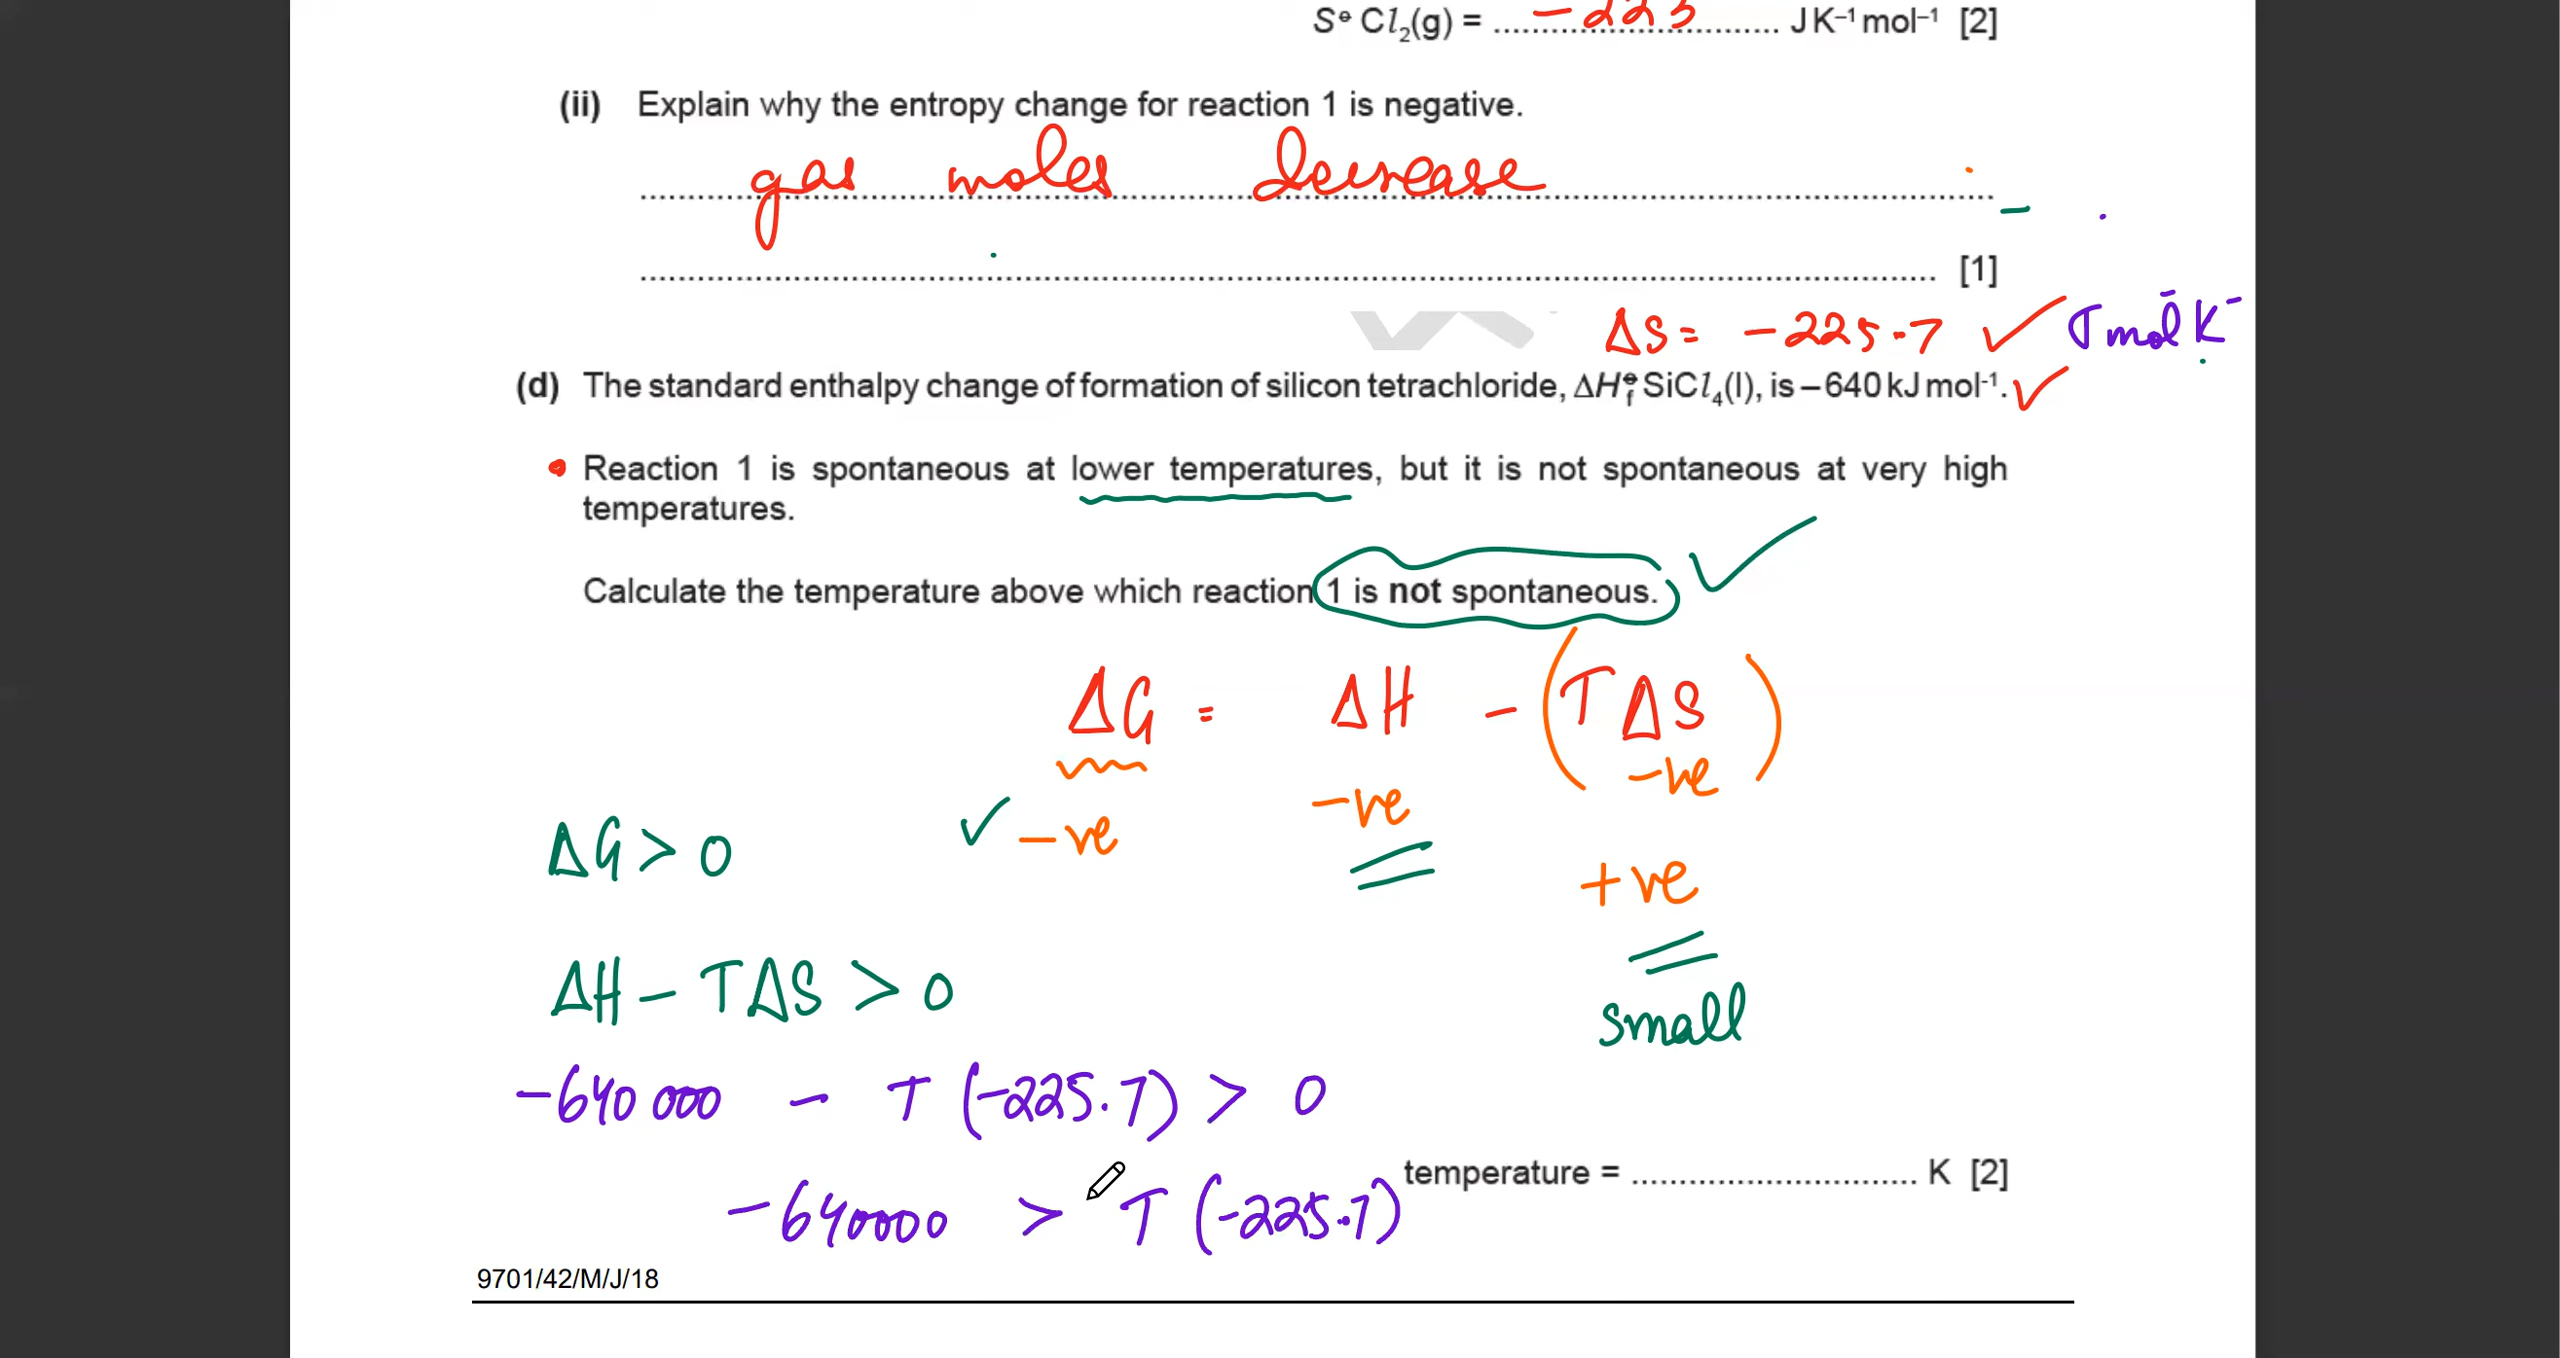 S⦵ Cl₂(g) = .......... −223 .......... J K⁻¹ mol⁻¹ [2]
(ii) Explain why the entropy change for reaction 1 is negative.
gas moles decrease
[1]
ΔS = −225.7 ✓ J mol⁻ K⁻
(d) The standard enthalpy change of formation of silicon tetrachloride, ΔH⦵f SiCl₄(l), is −640 kJ mol⁻¹. ✓
Reaction 1 is spontaneous at lower temperatures, but it is not spontaneous at very high
temperatures.
Calculate the temperature above which reaction 1 is not spontaneous. ✓
ΔG = ΔH − (TΔS)
−ve
−ve
✓ −ve
ΔG > 0
+ve
ΔH − TΔS > 0
small
−640 000 − T (−225.7) > 0
temperature = .............................. K [2]
−640000 > T (−225.7)
9701/42/M/J/18